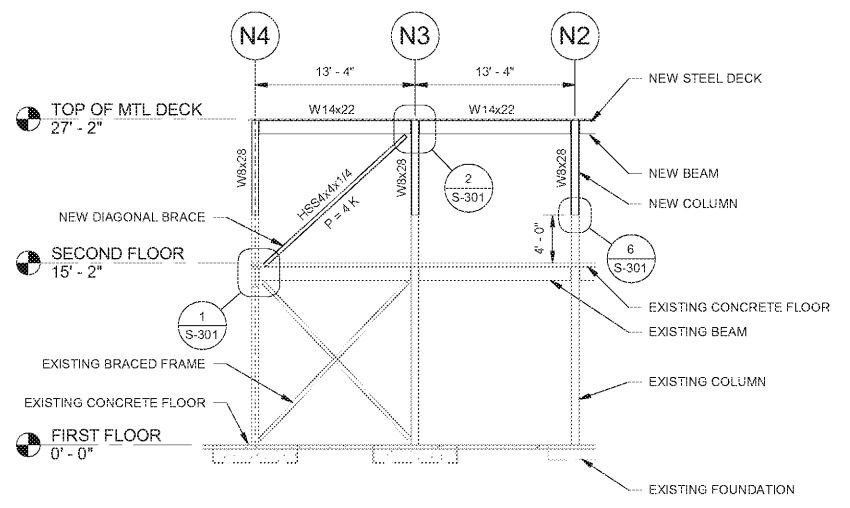 N4
N3
N2
13' - 4"
13' - 4"
NEW STEEL DECK
TOP OF MTL DECK
27' - 2"
W14x22
W14x22
W8x28
W8x28
W8x28
HSS4x4x1/4
P = 4 K
NEW BEAM
2
S-301
NEW COLUMN
NEW DIAGONAL BRACE
4' - 0"
6
S-301
SECOND FLOOR
15' - 2"
1
S-301
EXISTING CONCRETE FLOOR
EXISTING BEAM
EXISTING BRACED FRAME
EXISTING COLUMN
EXISTING CONCRETE FLOOR
FIRST FLOOR
0' - 0"
EXISTING FOUNDATION